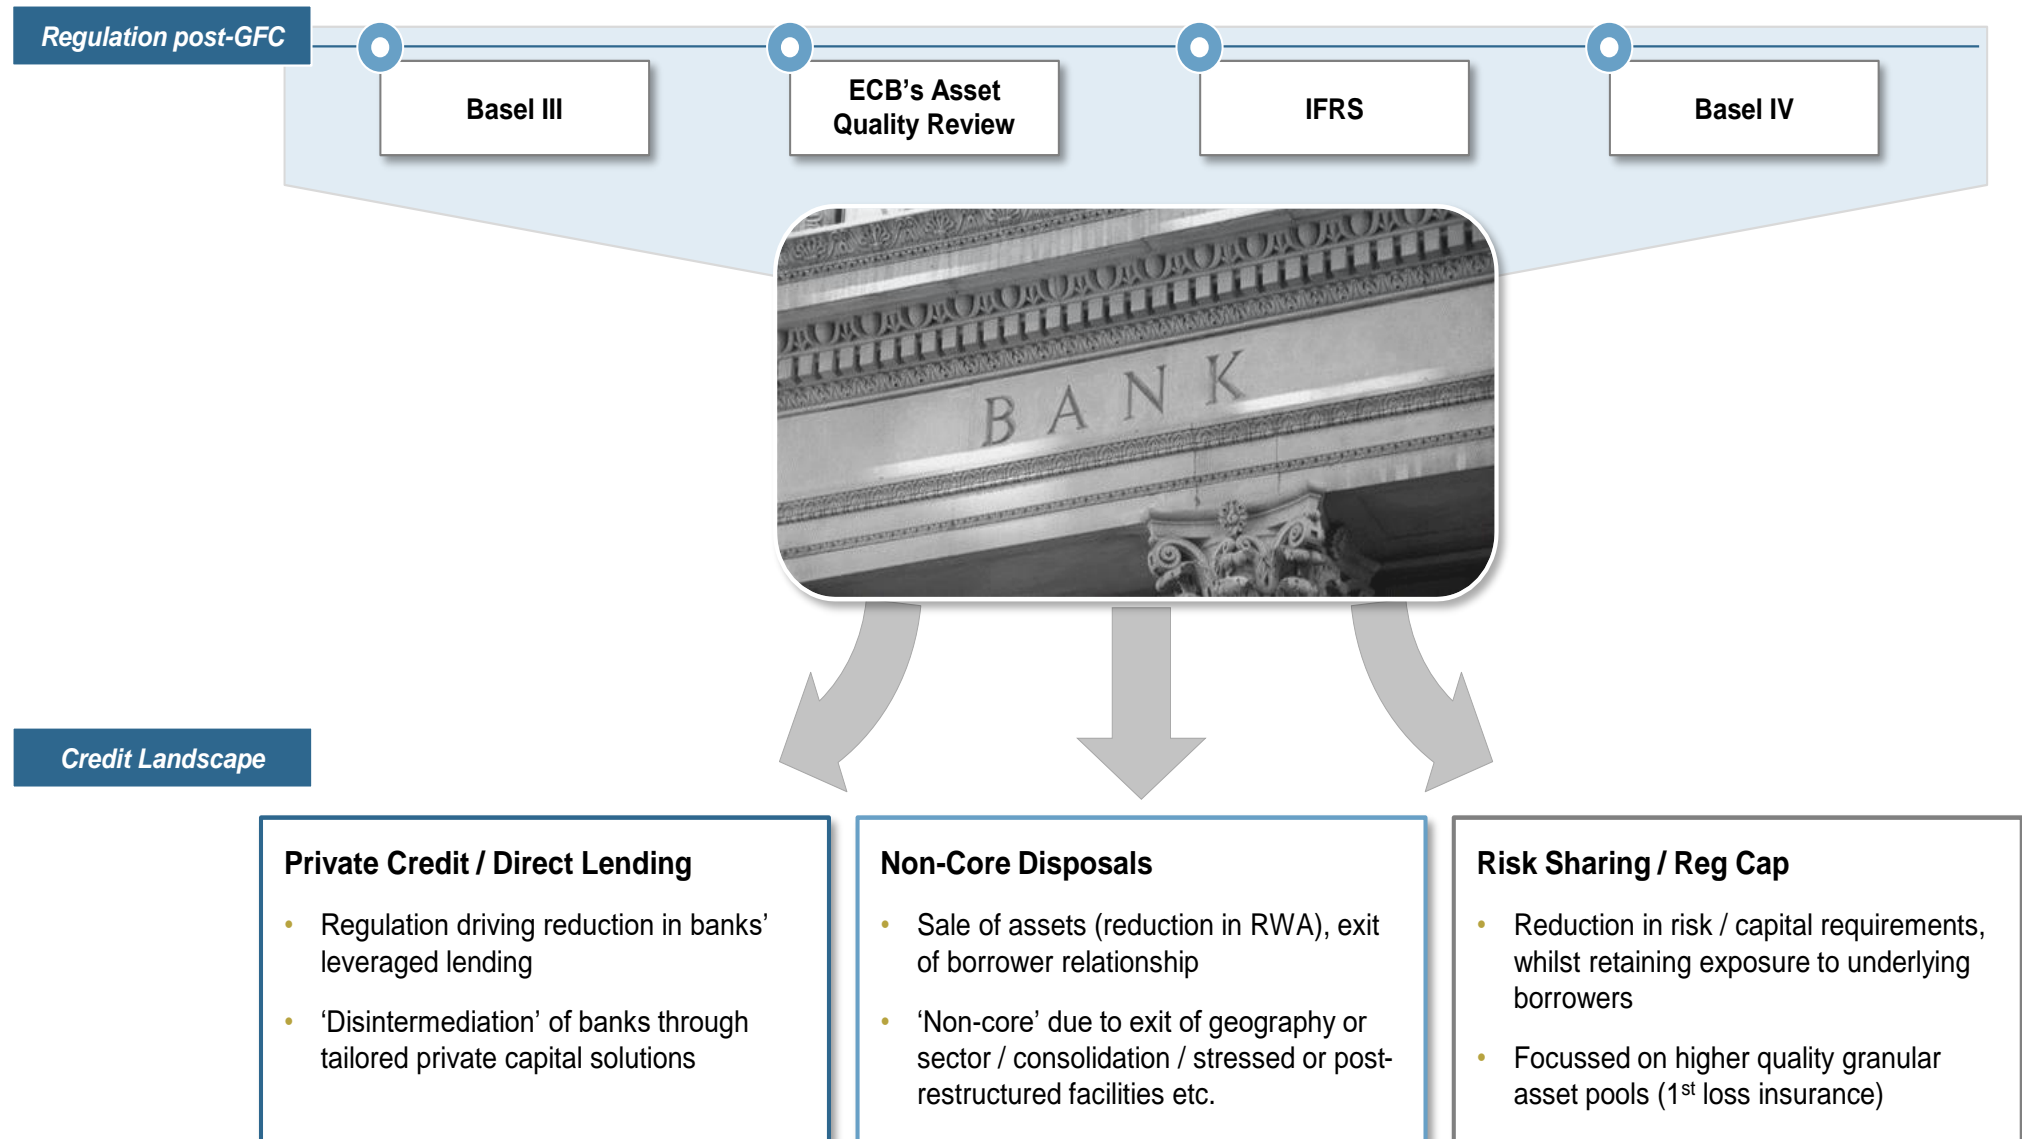 Regulation post-GFC
Basel III
ECB’s Asset
Quality Review
IFRS
Basel IV
BANK
Credit Landscape
Private Credit / Direct Lending
• Regulation driving reduction in banks’
leveraged lending
• ‘Disintermediation’ of banks through
tailored private capital solutions
Non-Core Disposals
• Sale of assets (reduction in RWA), exit
of borrower relationship
• ‘Non-core’ due to exit of geography or
sector / consolidation / stressed or post-
restructured facilities etc.
Risk Sharing / Reg Cap
• Reduction in risk / capital requirements,
whilst retaining exposure to underlying
borrowers
• Focussed on higher quality granular
asset pools (1st loss insurance)